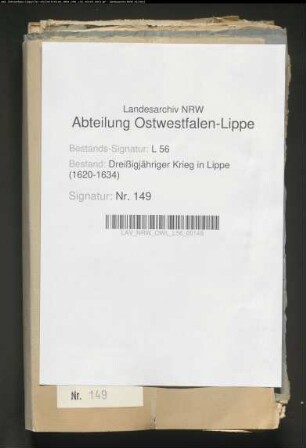 Landesarchiv NRW
Abteilung Ostwestfalen-Lippe
Bestands-Signatur: L 56
Bestand: Dreißigjähriger Krieg in Lippe
(1620-1634)
Signatur: Nr. 149
LAV_NRW_OWL_L56_00149
Nr. 149